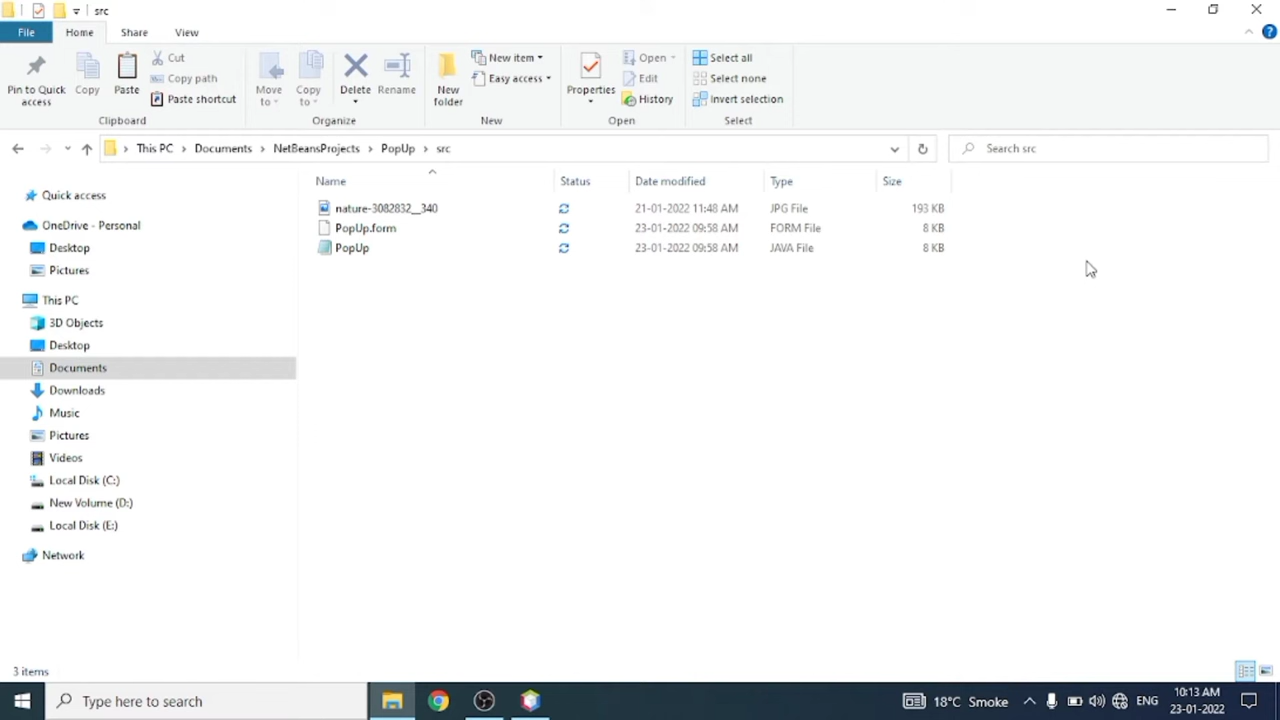 src
File Home Share View
Pin to Quick access
Copy
Paste
Cut
Copy path
Paste shortcut
Clipboard
Move to
Copy to
Delete
Rename
Organize
New folder
New item
Easy access
New
Properties
Open
Edit
History
Open
Select all
Select none
Invert selection
Select
This PC > Documents > NetBeansProjects > PopUp > src
Search src
Name Status Date modified Type Size
nature-3082832__340 21-01-2022 11:48 AM JPG File 193 KB
PopUp.form 23-01-2022 09:58 AM FORM File 8 KB
PopUp 23-01-2022 09:58 AM JAVA File 8 KB
Quick access
OneDrive - Personal
Desktop
Pictures
This PC
3D Objects
Desktop
Documents
Downloads
Music
Pictures
Videos
Local Disk (C:)
New Volume (D:)
Local Disk (E:)
Network
3 items
Type here to search
18°C Smoke
ENG
10:13 AM
23-01-2022